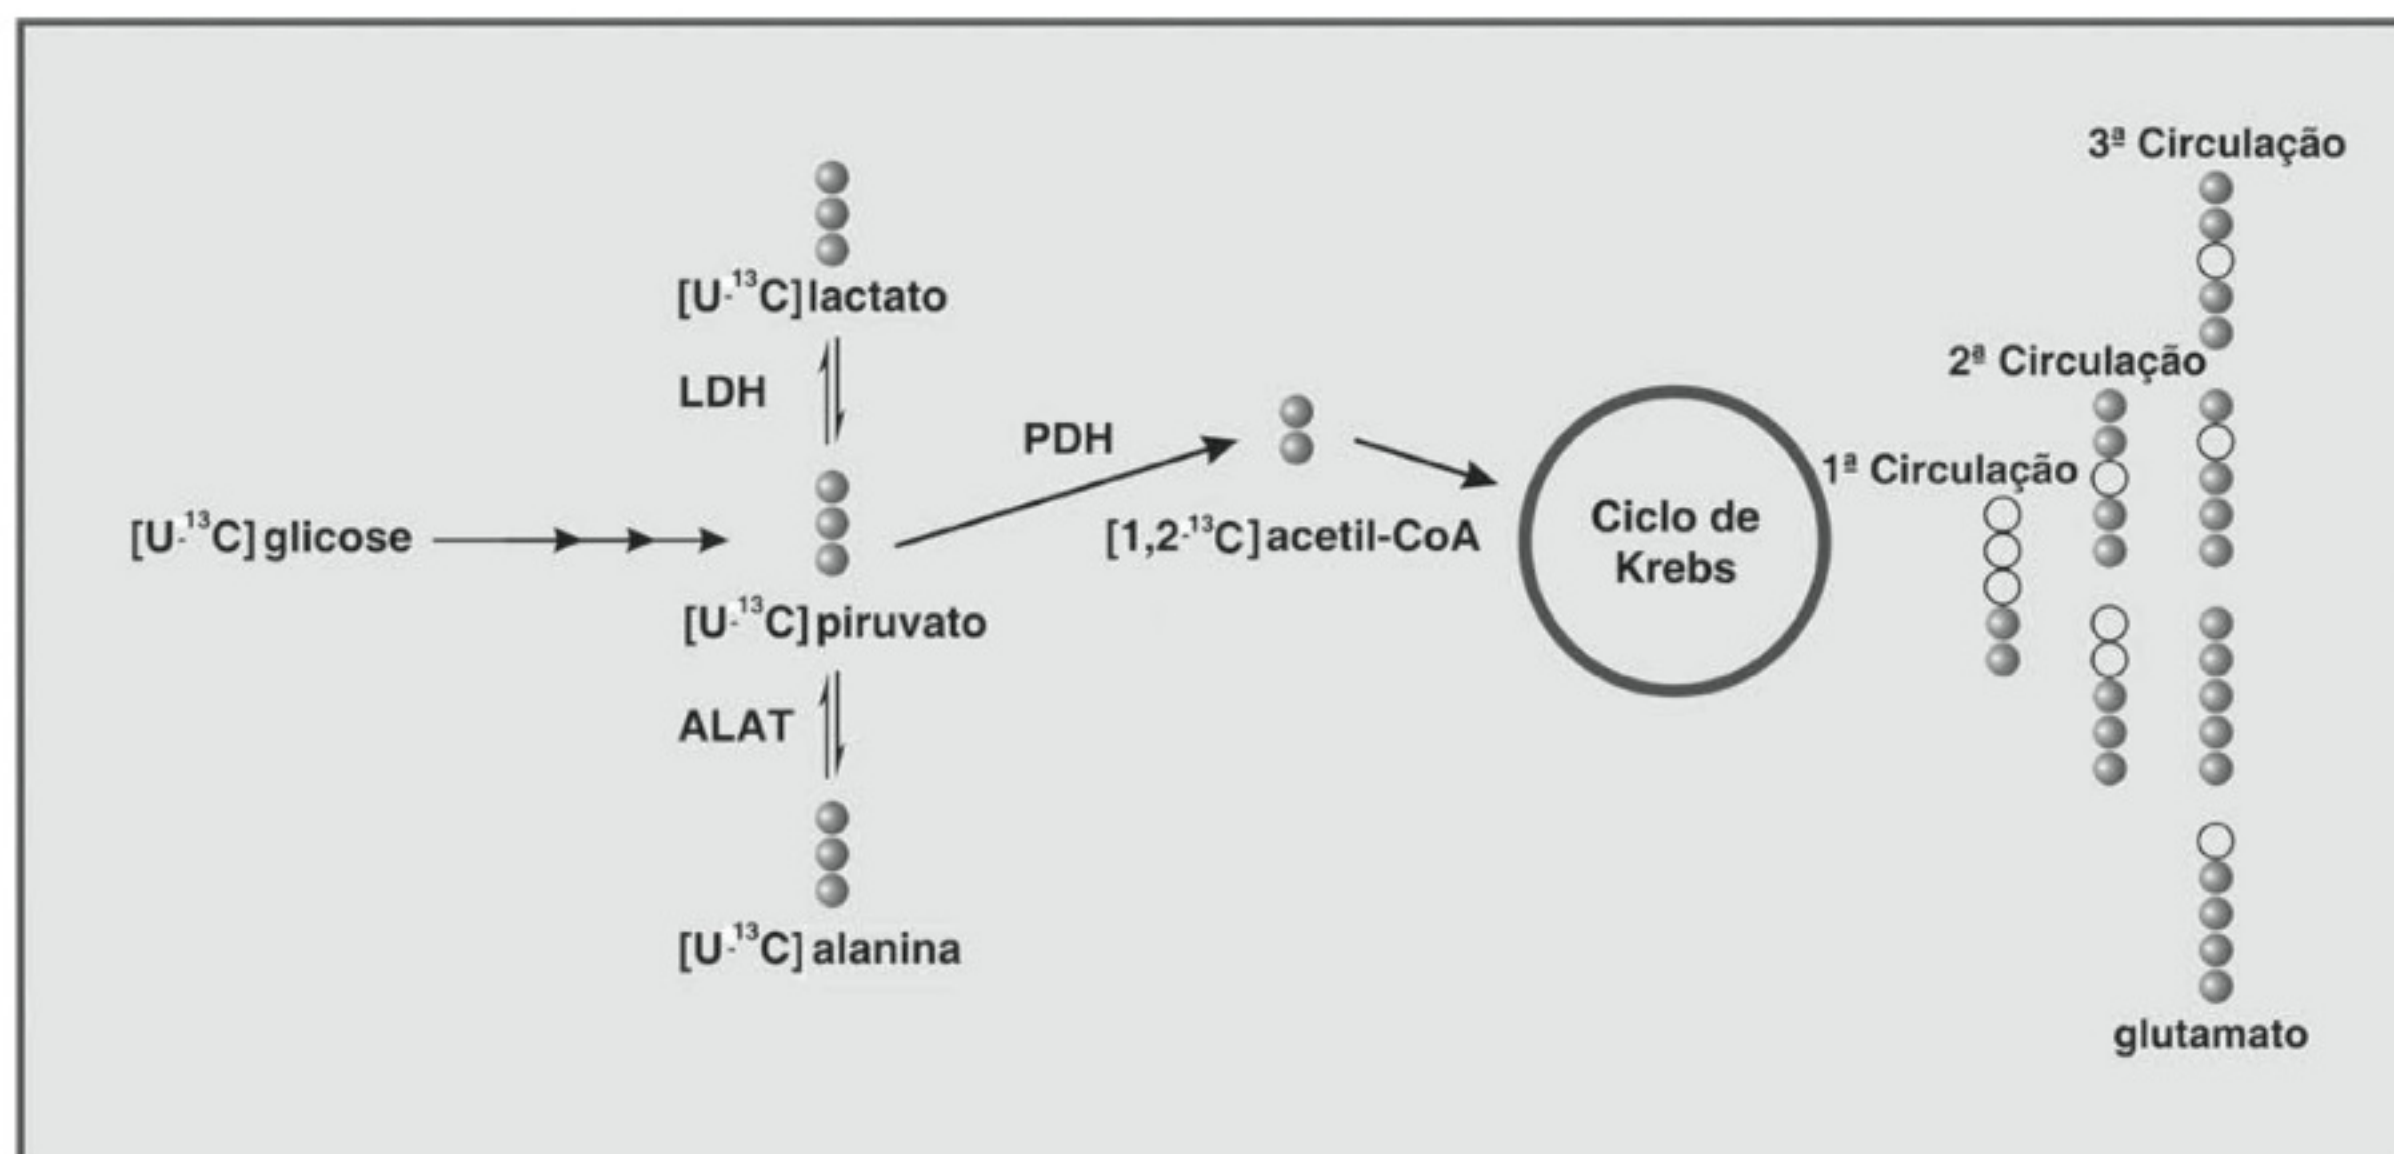 3ª Circulação
[U-¹³C]lactato
2ª Circulação
LDH
PDH
1ª Circulação
[U-¹³C]glicose
[1,2-¹³C]acetil-CoA
Ciclo de
Krebs
[U-¹³C]piruvato
ALAT
[U-¹³C]alanina
glutamato